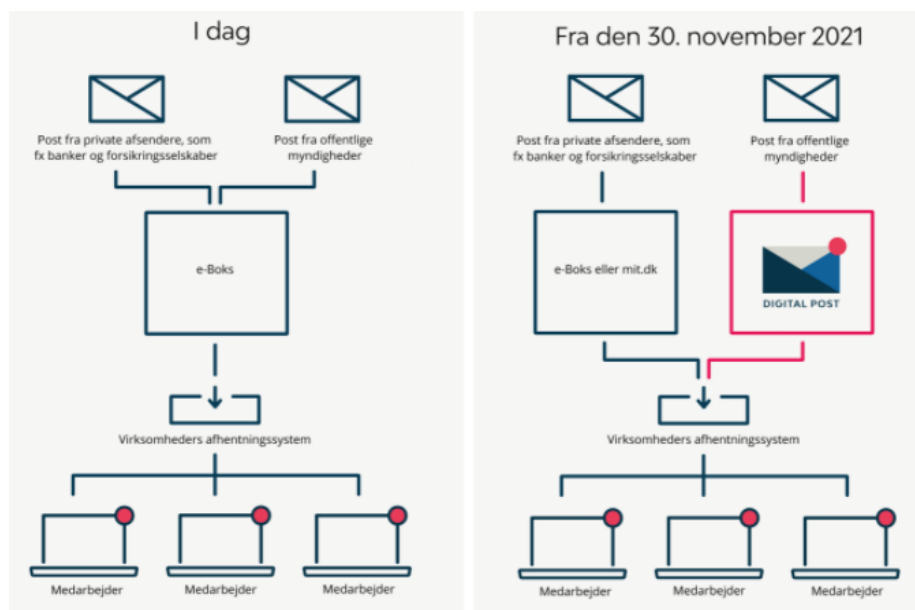 I dag
Post fra private afsendere, som
fx banker og forsikringsselskaber
Post fra offentlige
myndigheder
e-Boks
Virksomheders afhentningssystem
Medarbejder
Medarbejder
Medarbejder
Fra den 30. november 2021
Post fra private afsendere, som
fx banker og forsikringsselskaber
Post fra offentlige
myndigheder
e-Boks eller mit.dk
DIGITAL POST
Virksomheders afhentningssystem
Medarbejder
Medarbejder
Medarbejder